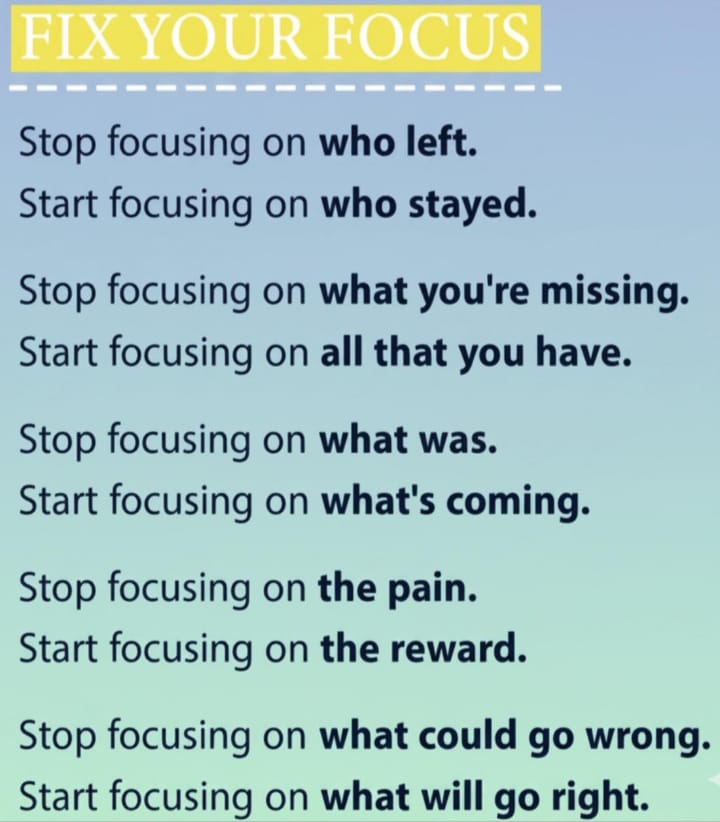 FIX YOUR FOCUS
Stop focusing on who left.
Start focusing on who stayed.
Stop focusing on what you're missing.
Start focusing on all that you have.
Stop focusing on what was.
Start focusing on what's coming.
Stop focusing on the pain.
Start focusing on the reward.
Stop focusing on what could go wrong.
Start focusing on what will go right.